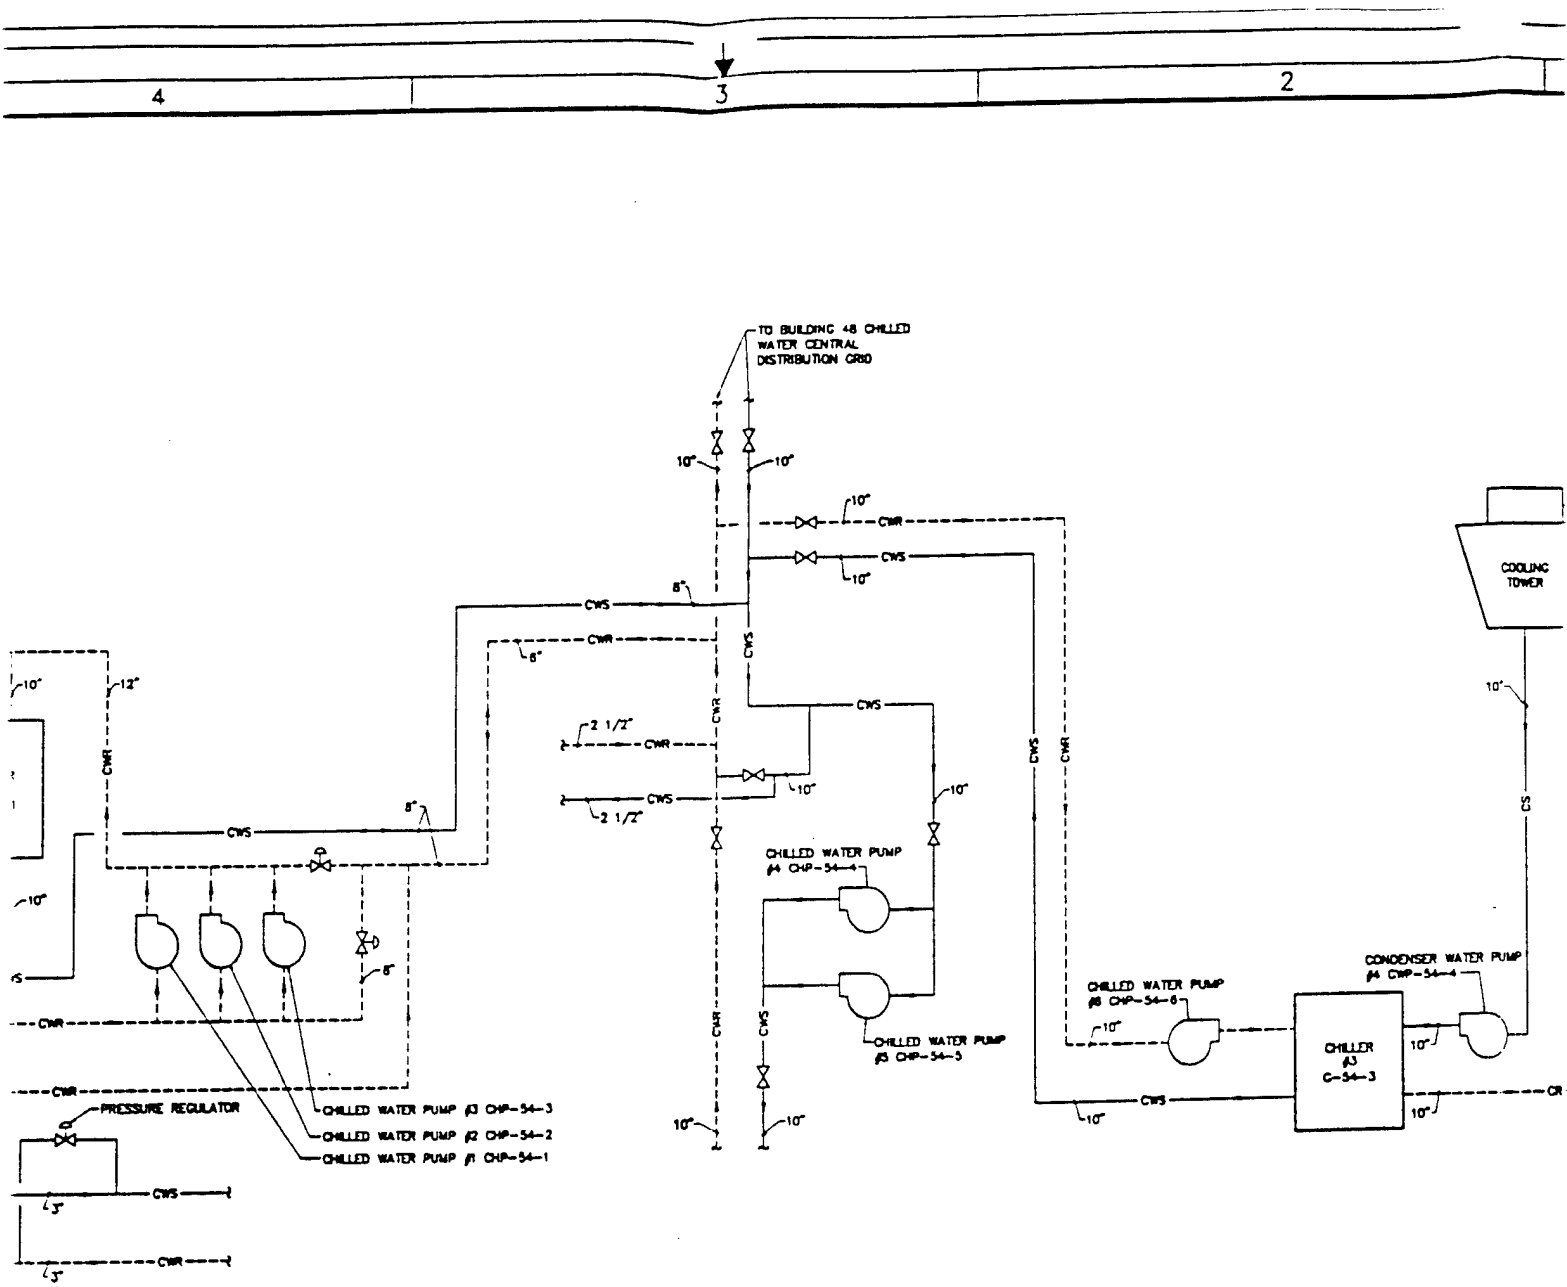 4
3
2
TO BUILDING 48 CHILLED
WATER CENTRAL
DISTRIBUTION GRID
10"
10"
10"
CWR
CWS
10"
8"
CWS
CWR
8"
CWS
COOLING
TOWER
10"
12"
10"
CWR
CWS
2 1/2"
CWR
CWR
CWS
CWR
CWS
10"
10"
CWS
2 1/2"
8"
CWS
CS
CHILLED WATER PUMP
#4 CHP-54-4
10"
8"
CWR
CWR
CWS
CHILLED WATER PUMP
#5 CHP-54-5
CHILLED WATER PUMP
#6 CHP-54-6
CONDENSER WATER PUMP
#4 CWP-54-4
10"
CHILLER
#3
C-54-3
10"
CWR
PRESSURE REGULATOR
CHILLED WATER PUMP #3 CHP-54-3
CHILLED WATER PUMP #2 CHP-54-2
CHILLED WATER PUMP #1 CHP-54-1
10"
10"
10"
CWS
10"
CR
3"
CWS
3"
CWR